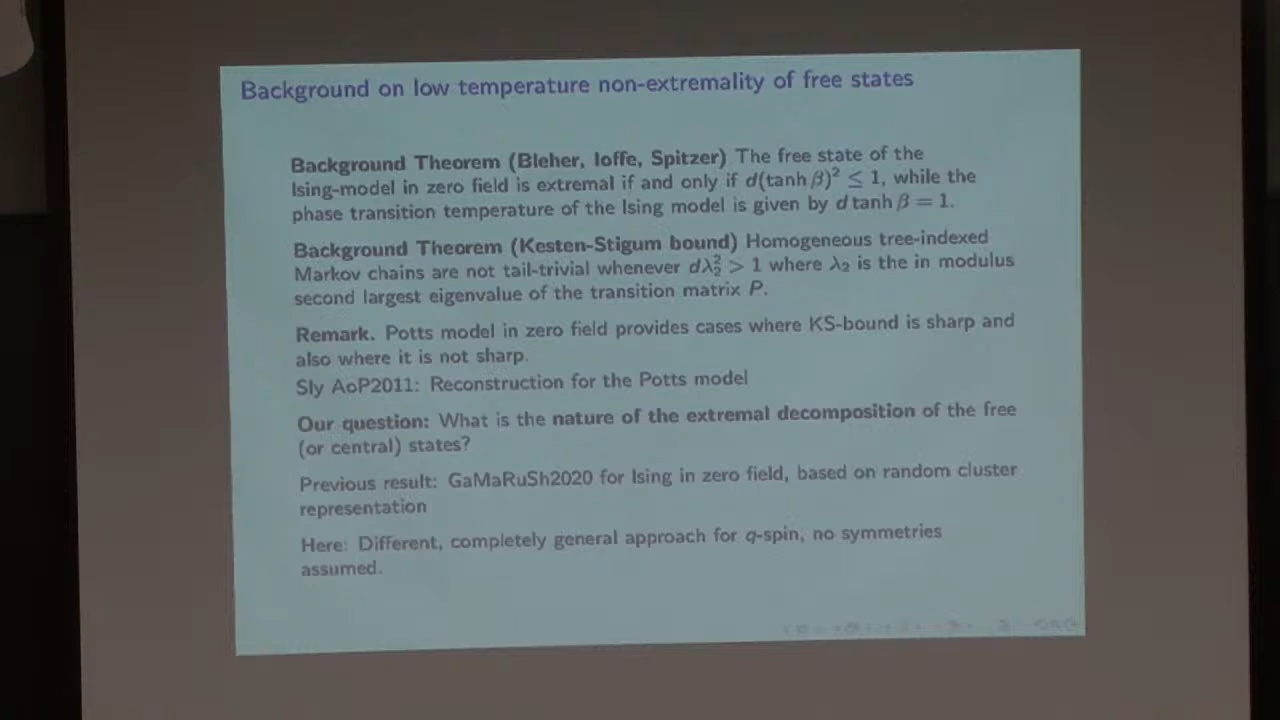 Background on low temperature non-extremality of free states
Background Theorem (Bleher, Ioffe, Spitzer) The free state of the
Ising-model in zero field is extremal if and only if d(tanh β)² ≤ 1, while the
phase transition temperature of the Ising model is given by d tanh β = 1.
Background Theorem (Kesten-Stigum bound) Homogeneous tree-indexed
Markov chains are not tail-trivial whenever dλ₂² > 1 where λ₂ is the in modulus
second largest eigenvalue of the transition matrix P.
Remark. Potts model in zero field provides cases where KS-bound is sharp and
also where it is not sharp.
Sly AoP2011: Reconstruction for the Potts model
Our question: What is the nature of the extremal decomposition of the free
(or central) states?
Previous result: GaMaRuSh2020 for Ising in zero field, based on random cluster
representation
Here: Different, completely general approach for q-spin, no symmetries
assumed.